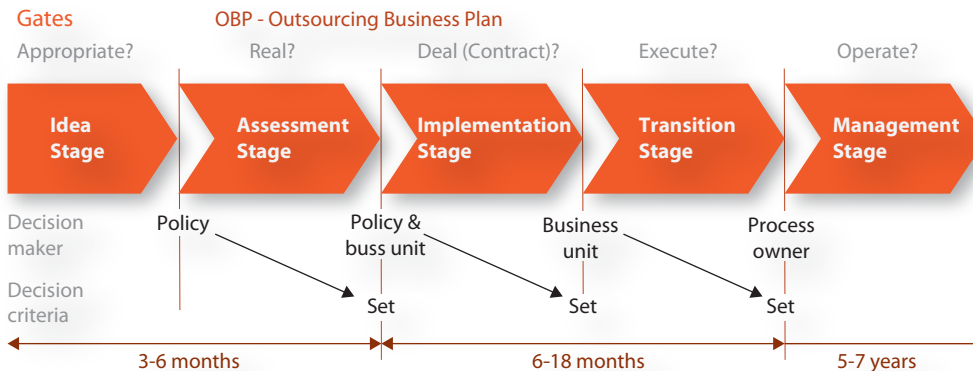 Gates
OBP - Outsourcing Business Plan
Appropriate?
Real?
Deal (Contract)?
Execute?
Operate?
Idea
Stage
Assessment
Stage
Implementation
Stage
Transition
Stage
Management
Stage
Decision
maker
Policy
Policy &
buss unit
Business
unit
Process
owner
Decision
criteria
Set
Set
Set
3-6 months
6-18 months
5-7 years